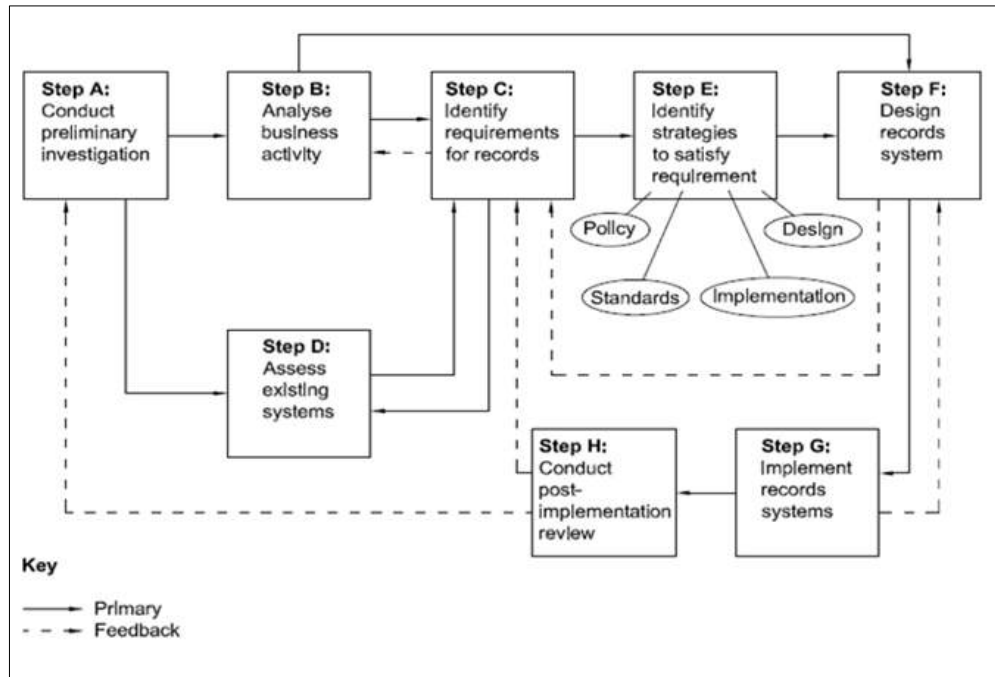 Step A:
Conduct
preliminary
investigation
Step B:
Analyse
business
activity
Step C:
Identify
requirements
for records
Step E:
Identify
strategies
to satisfy
requirement
Step F:
Design
records
system
Policy
Design
Standards
Implementation
Step D:
Assess
existing
systems
Step H:
Conduct
post-
implementation
review
Step G:
Implement
records
systems
Key
Primary
Feedback